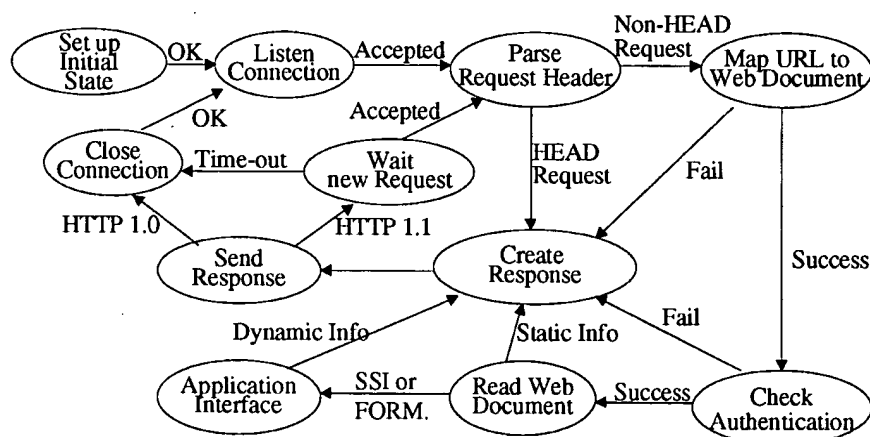 Set up
Initial
State
OK
Listen
Connection
Accepted
Parse
Request Header
Non-HEAD
Request
Map URL to
Web Document
OK
Accepted
Close
Connection
Time-out
Wait
new Request
HEAD
Request
Fail
HTTP 1.0
HTTP 1.1
Send
Response
Create
Response
Success
Dynamic Info
Static Info
Fail
Application
Interface
SSI or
FORM.
Read Web
Document
Success
Check
Authentication